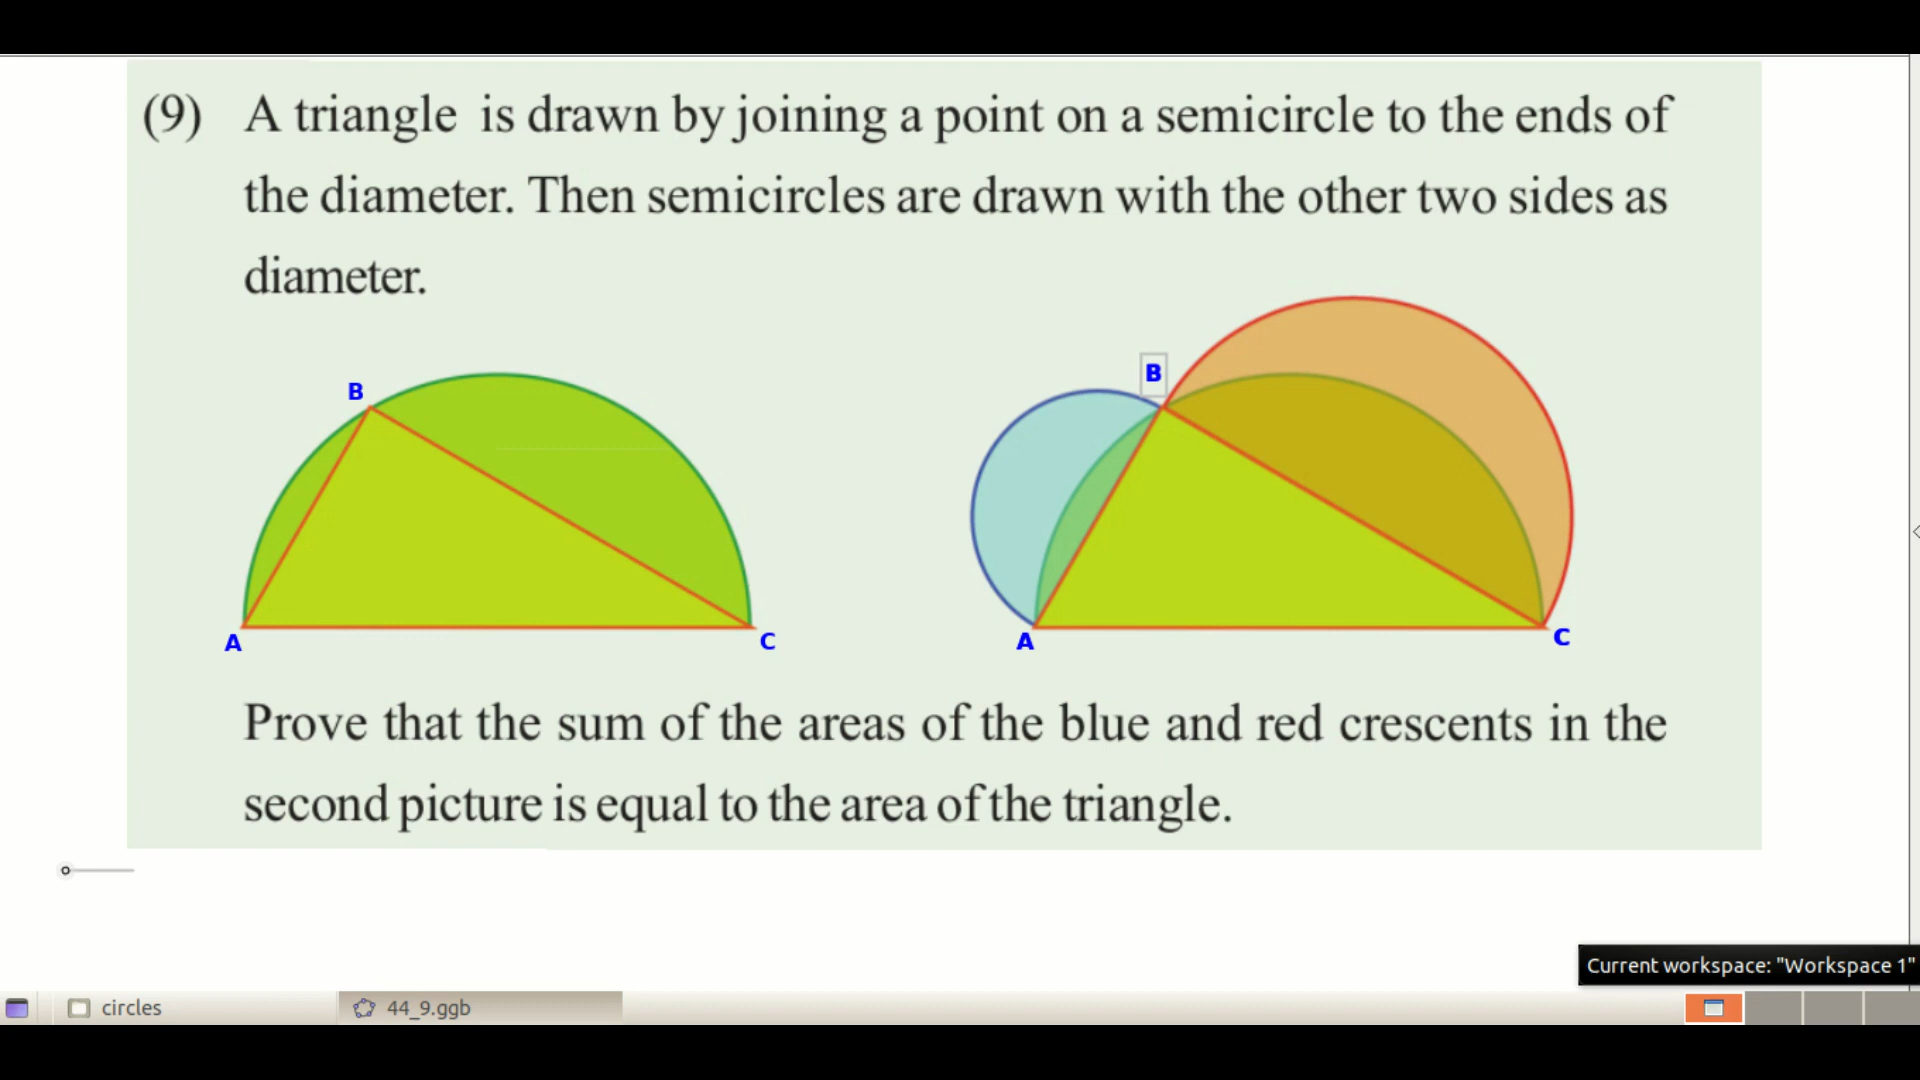 (9) A triangle is drawn by joining a point on a semicircle to the ends of
the diameter. Then semicircles are drawn with the other two sides as
diameter.
B
A
C
B
A
C
Prove that the sum of the areas of the blue and red crescents in the
second picture is equal to the area of the triangle.
Current workspace: "Workspace 1"
circles
44_9.ggb